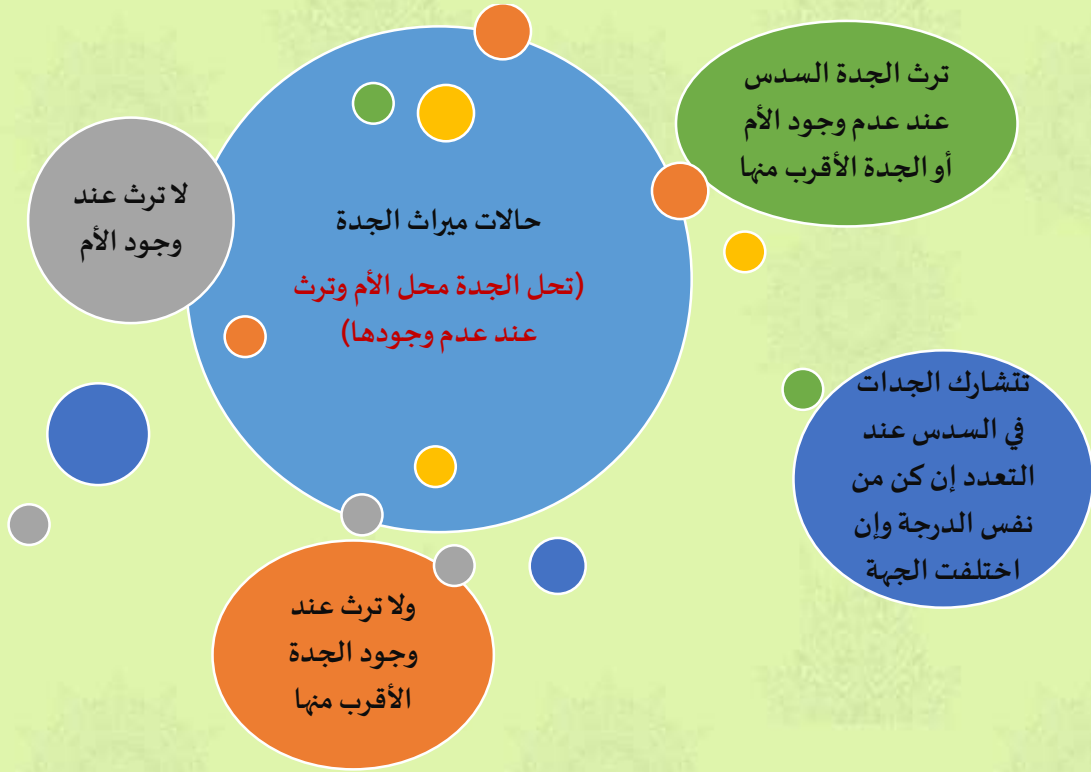 حالات ميراث الجدة
(تحل الجدة محل الأم وترث
عند عدم وجودها)
ترث الجدة السدس
عند عدم وجود الأم
أو الجدة الأقرب منها
تتشارك الجدات
في السدس عند
التعدد إن كن من
نفس الدرجة وإن
اختلفت الجهة
ولا ترث عند
وجود الجدة
الأقرب منها
لا ترث عند
وجود الأم